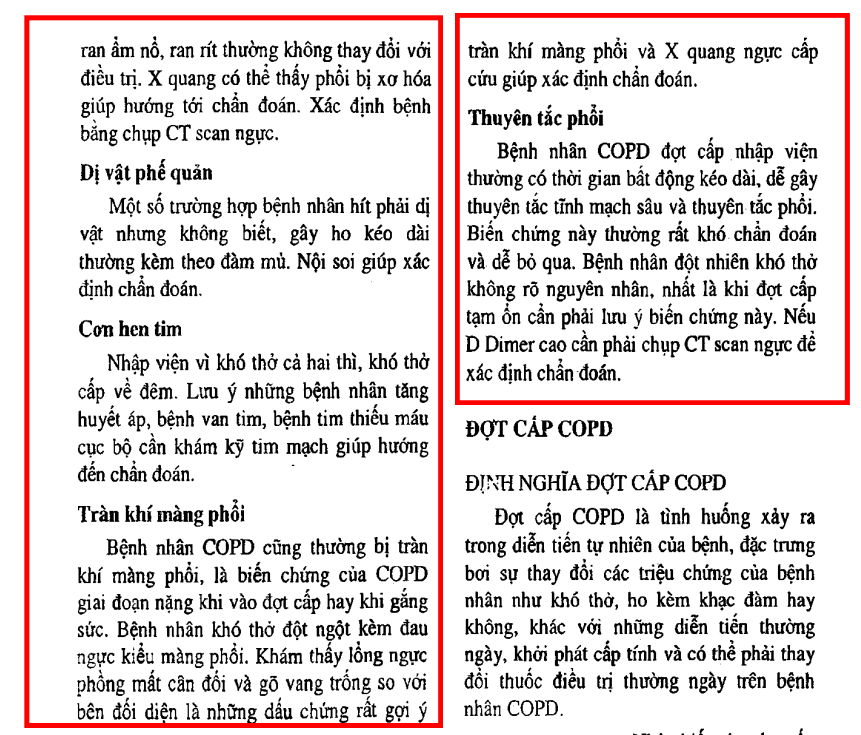 ran ẩm nổ, ran rít thường không thay đổi với
điều trị. X quang có thể thấy phổi bị xơ hóa
giúp hướng tới chẩn đoán. Xác định bệnh
bằng chụp CT scan ngực.
Dị vật phế quản
Một số trường hợp bệnh nhân hít phải dị
vật nhưng không biết, gây ho kéo dài
thường kèm theo đàm mủ. Nội soi giúp xác
định chẩn đoán.
Cơn hen tim
Nhập viện vì khó thở cả hai thì, khó thở
cấp về đêm. Lưu ý những bệnh nhân tăng
huyết áp, bệnh van tim, bệnh tim thiếu máu
cục bộ cần khám kỹ tim mạch giúp hướng
đến chẩn đoán.
Tràn khí màng phổi
Bệnh nhân COPD cũng thường bị tràn
khí màng phổi, là biến chứng của COPD
giai đoạn nặng khi vào đợt cấp hay khi gắng
sức. Bệnh nhân khó thở đột ngột kèm đau
ngực kiểu màng phổi. Khám thấy lồng ngực
phồng mất cân đối và gõ vang trống so với
bên đối diện là những dấu chứng rất gợi ý
tràn khí màng phổi và X quang ngực cấp
cứu giúp xác định chẩn đoán.
Thuyên tắc phổi
Bệnh nhân COPD đợt cấp nhập viện
thường có thời gian bất động kéo dài, dễ gây
thuyên tắc tĩnh mạch sâu và thuyên tắc phổi.
Biến chứng này thường rất khó chẩn đoán
và dễ bỏ qua. Bệnh nhân đột nhiên khó thở
không rõ nguyên nhân, nhất là khi đợt cấp
tạm ổn cần phải lưu ý biến chứng này. Nếu
D Dimer cao cần phải chụp CT scan ngực để
xác định chẩn đoán.
ĐỢT CẤP COPD
ĐỊNH NGHĨA ĐỢT CẤP COPD
Đợt cấp COPD là tình huống xảy ra
trong diễn tiến tự nhiên của bệnh, đặc trưng
bơi sự thay đổi các triệu chứng của bệnh
nhân như khó thở, ho kèm khạc đàm hay
không, khác với những diễn tiến thường
ngày, khởi phát cấp tính và có thể phải thay
đổi thuốc điều trị thường ngày trên bệnh
nhân COPD.